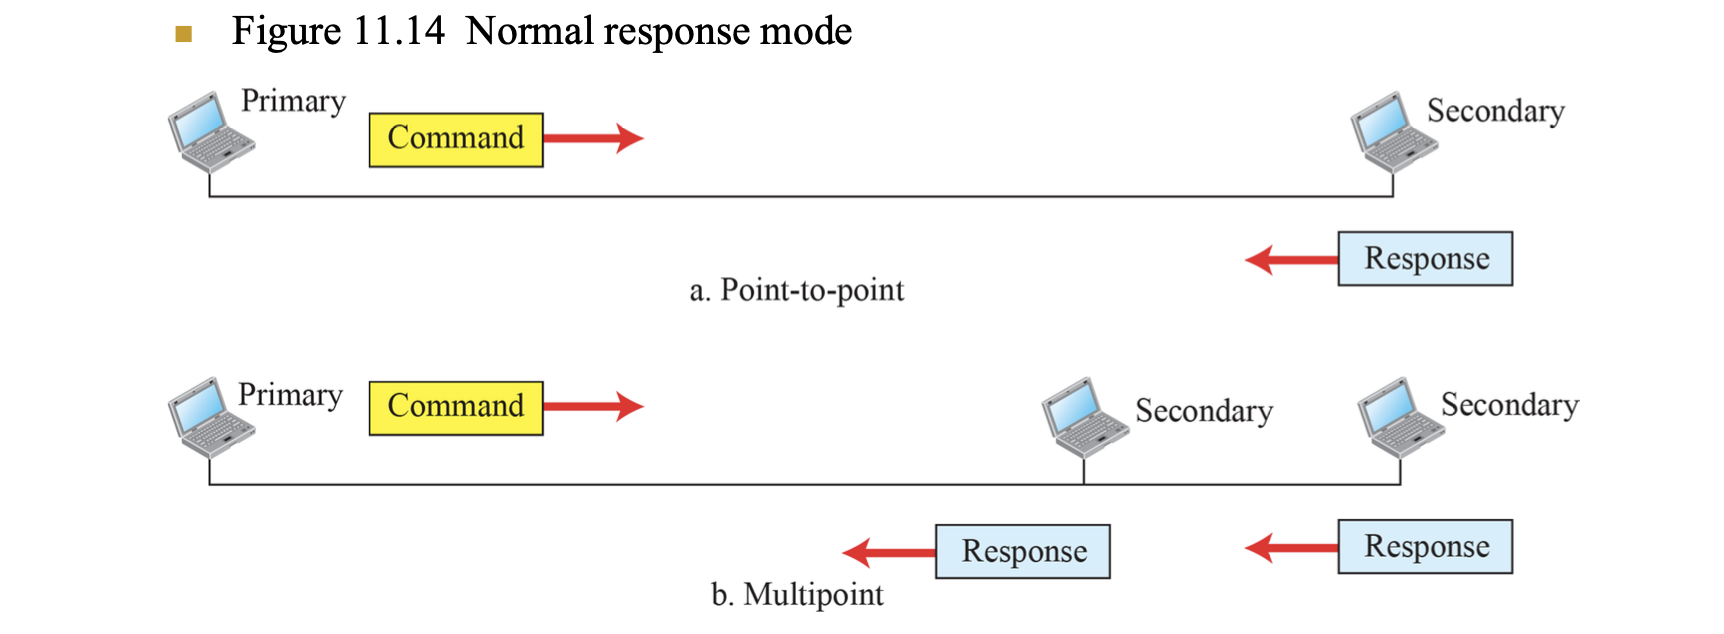 Figure 11.14 Normal response mode
Primary
Command
Secondary
Response
a. Point-to-point
Primary
Command
Secondary
Secondary
Response
Response
b. Multipoint